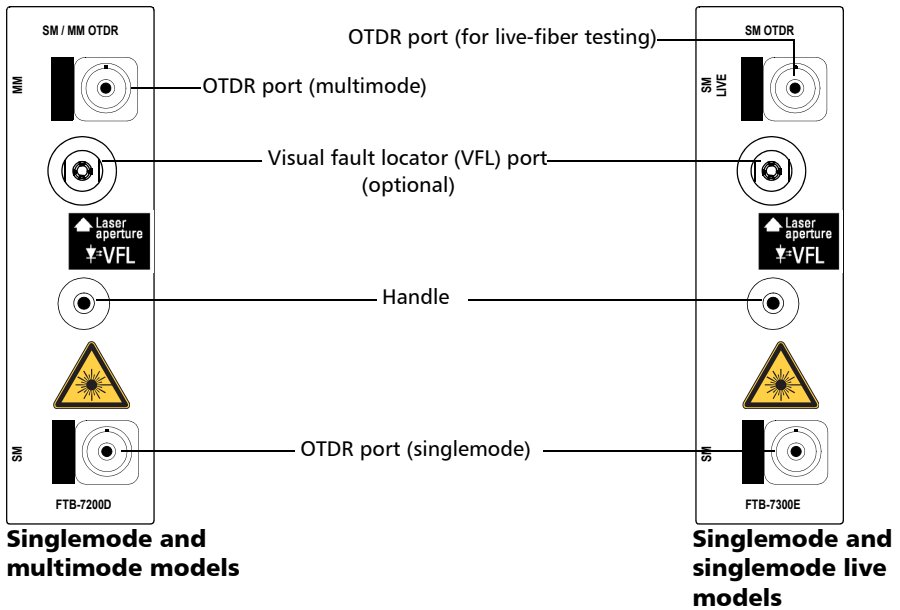 SM / MM OTDR
MM
OTDR port (multimode)
OTDR port (for live-fiber testing)
SM OTDR
SM
LIVE
Visual fault locator (VFL) port
(optional)
Laser
aperture
VFL
Laser
aperture
VFL
Handle
SM
OTDR port (singlemode)
SM
FTB-7200D
FTB-7300E
Singlemode and
multimode models
Singlemode and
singlemode live
models